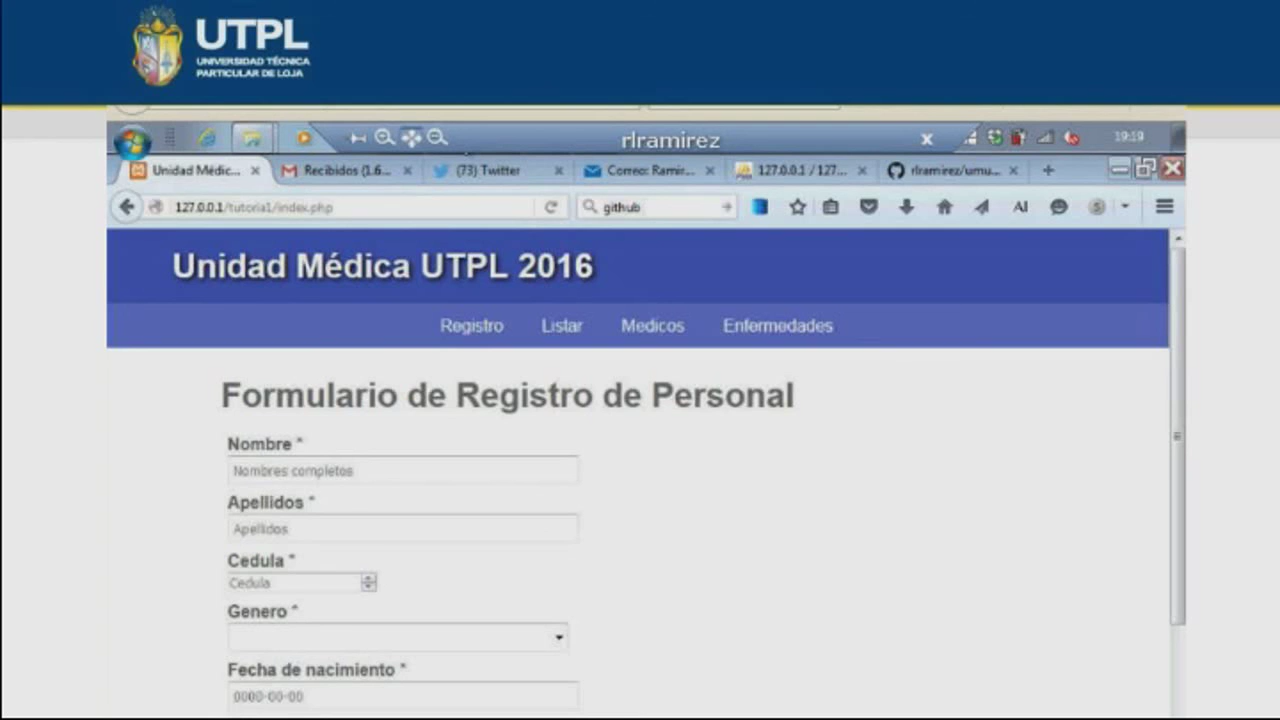 UTPL
UNIVERSIDAD TÉCNICA
PARTICULAR DE LOJA
rlramirez
19:19
Unidad Médic...
Recibidos (1.6...
(73) Twitter
Correo: Ramir...
127.0.0.1 / 127...
rlramirez/umu...
127.0.0.1/tutorial/index.php
github
AI
Unidad Médica UTPL 2016
Registro Listar Medicos Enfermedades
Formulario de Registro de Personal
Nombre *
Nombres completos
Apellidos *
Apellidos
Cedula *
Cedula
Genero *
Fecha de nacimiento *
0000-00-00